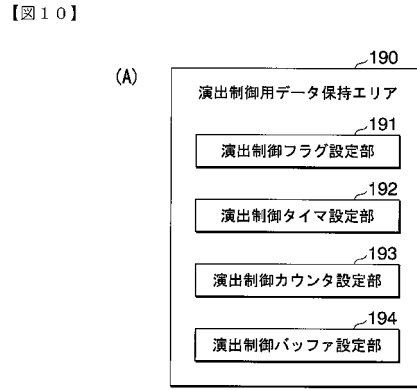 【図１０】
(A)
190
演出制御用データ保持エリア
191
演出制御フラグ設定部
192
演出制御タイマ設定部
193
演出制御カウンタ設定部
194
演出制御バッファ設定部